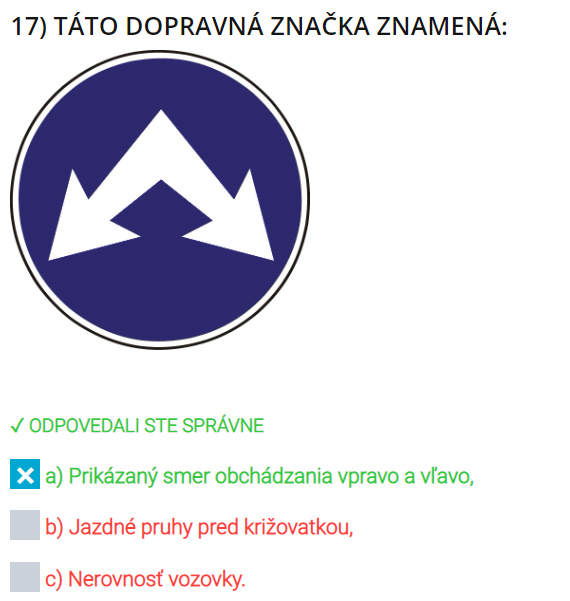 17) TÁTO DOPRAVNÁ ZNAČKA ZNAMENÁ:
✓ ODPOVEDALI STE SPRÁVNE
a) Prikázaný smer obchádzania vpravo a vľavo,
b) Jazdné pruhy pred križovatkou,
c) Nerovnosť vozovky.